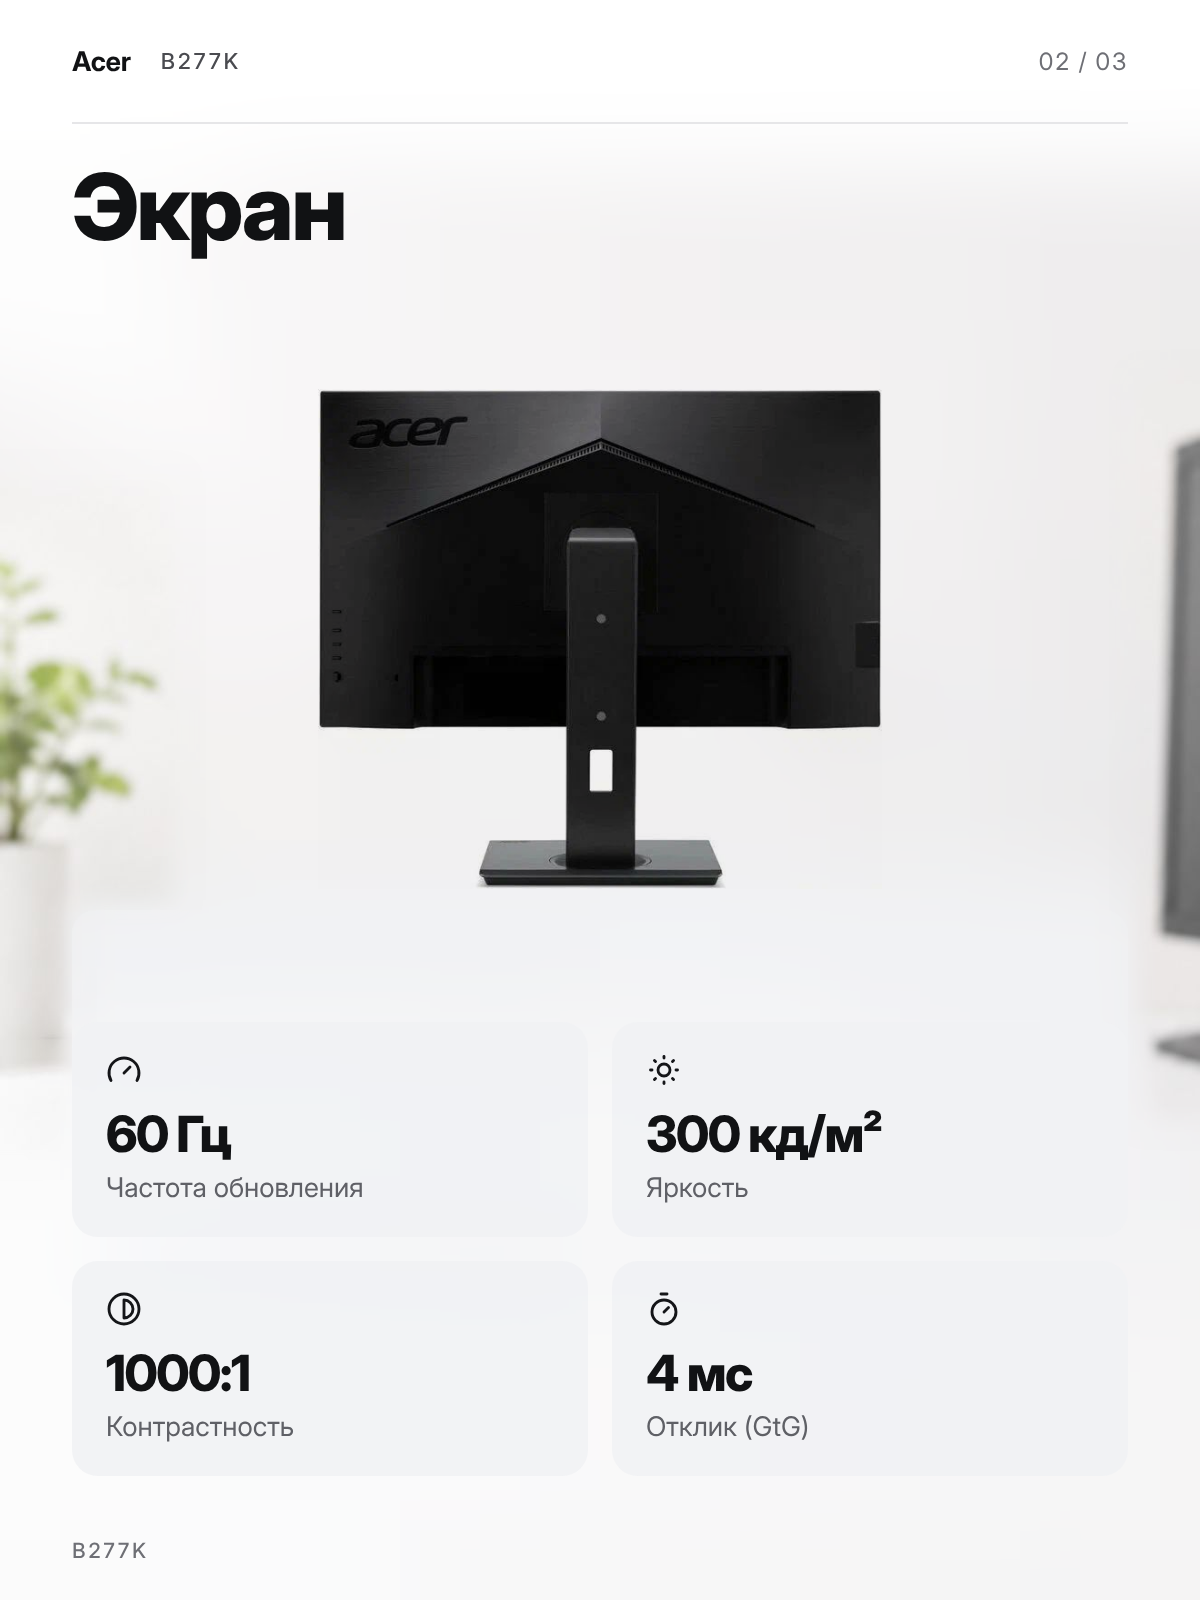 Acer B277K 02 / 03
Экран
acer
60 Гц
Частота обновления
300 кд/м²
Яркость
1000:1
Контрастность
4 мс
Отклик (GtG)
B277K